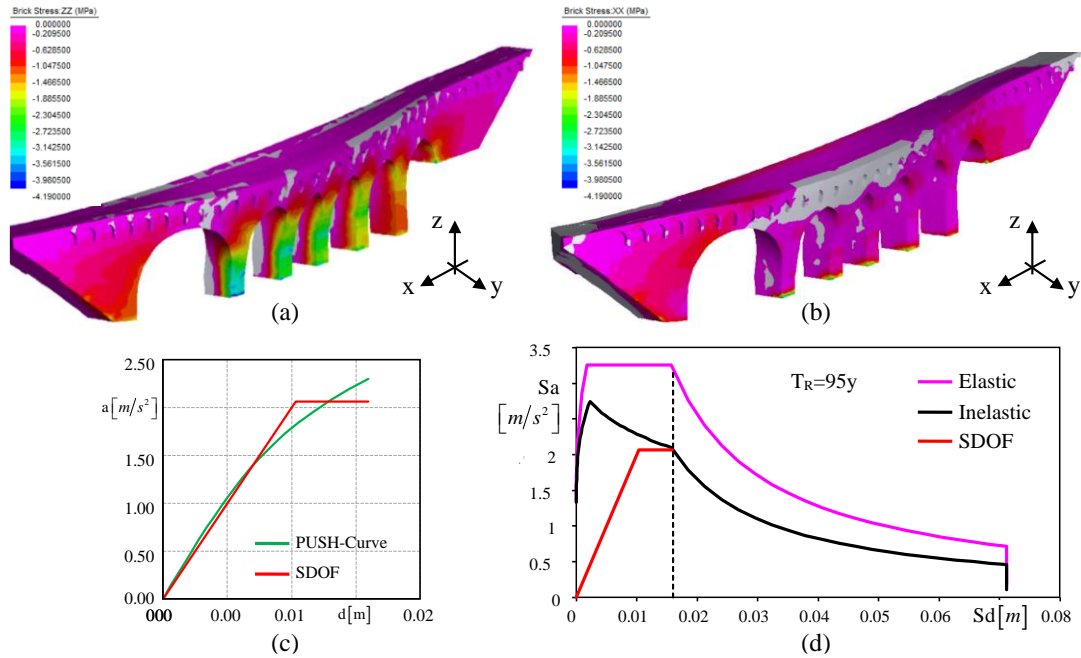 Brick Stress:ZZ (MPa)
0.000000
-0.209500
-0.628500
-1.047500
-1.466500
-1.885500
-2.304500
-2.723500
-3.142500
-3.561500
-3.980500
-4.190000
z
x
y
(a)
Brick Stress:XX (MPa)
0.000000
-0.209500
-0.628500
-1.047500
-1.466500
-1.885500
-2.304500
-2.723500
-3.142500
-3.561500
-3.980500
-4.190000
z
x
y
(b)
2.50
a[m/s²]
1.50
1.00
0.50
0.00
PUSH-Curve
SDOF
0.00
0.01
d[m]
0.02
(c)
3.5
Sa
[m/s²]
2
1.5
1
0.5
0
T_R=95y
Elastic
Inelastic
SDOF
0
0.01
0.02
0.03
0.04
0.05
0.06
Sd[m]
0.07
0.08
(d)